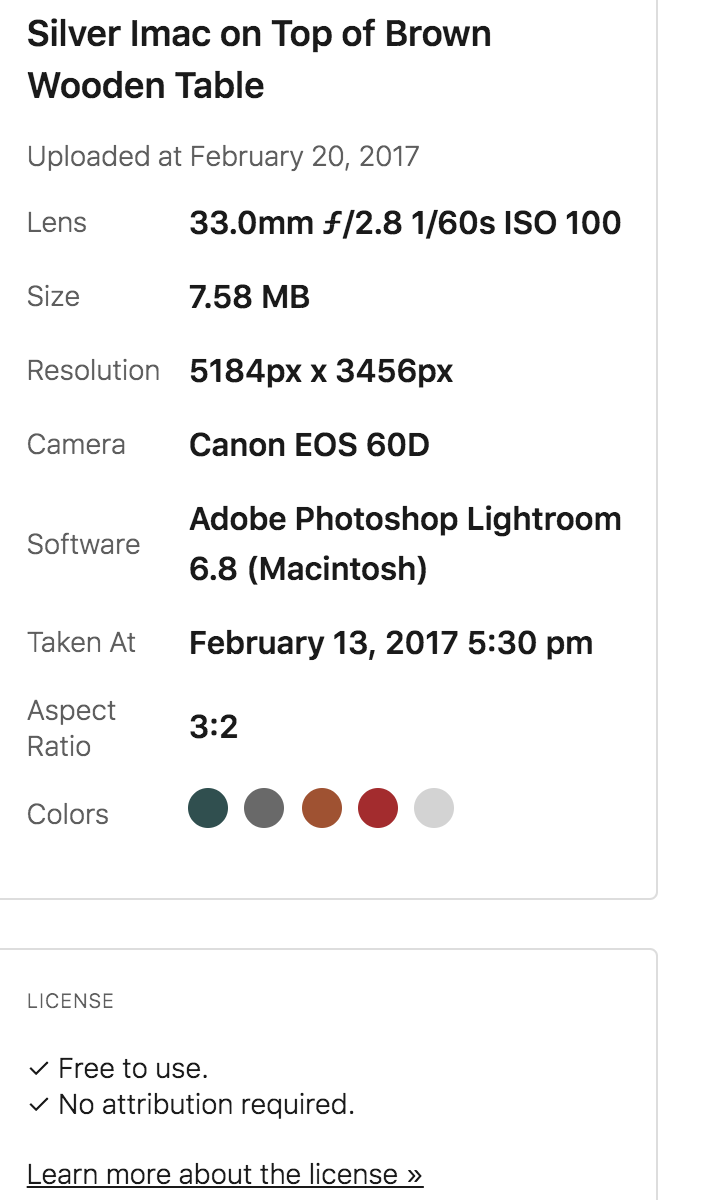 Silver Imac on Top of Brown
Wooden Table
Uploaded at February 20, 2017
Lens 33.0mm ƒ/2.8 1/60s ISO 100
Size 7.58 MB
Resolution 5184px x 3456px
Camera Canon EOS 60D
Software Adobe Photoshop Lightroom
6.8 (Macintosh)
Taken At February 13, 2017 5:30 pm
Aspect
Ratio 3:2
Colors
LICENSE
✓ Free to use.
✓ No attribution required.
Learn more about the license »